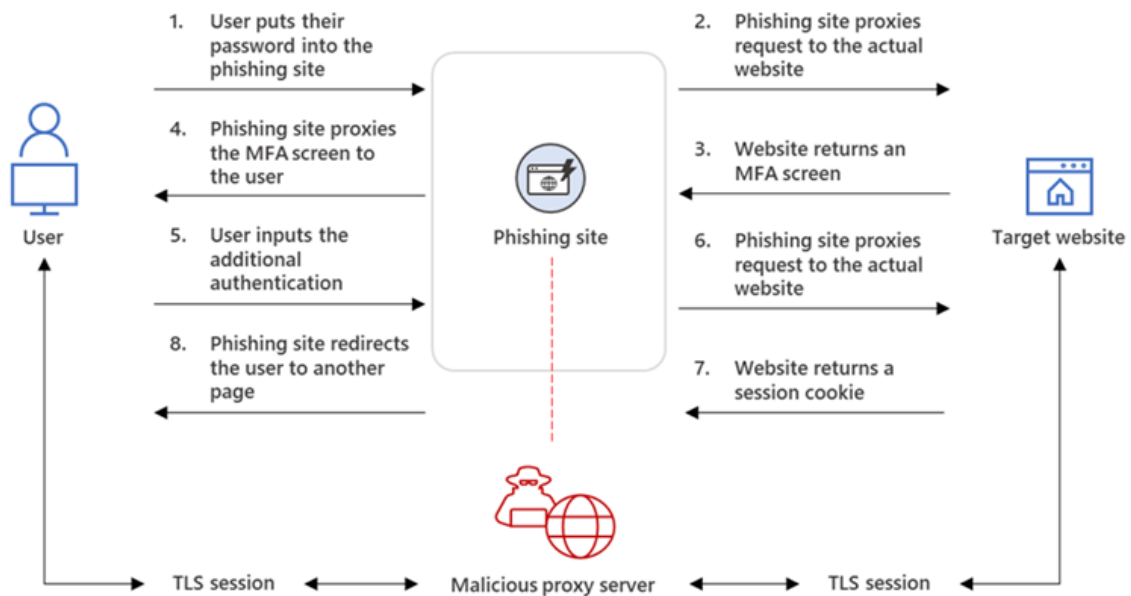 1. User puts their
password into the
phishing site
2. Phishing site proxies
request to the actual
website
4. Phishing site proxies
the MFA screen to
the user
3. Website returns an
MFA screen
User
Phishing site
Target website
5. User inputs the
additional
authentication
6. Phishing site proxies
request to the actual
website
8. Phishing site redirects
the user to another
page
7. Website returns a
session cookie
TLS session
Malicious proxy server
TLS session